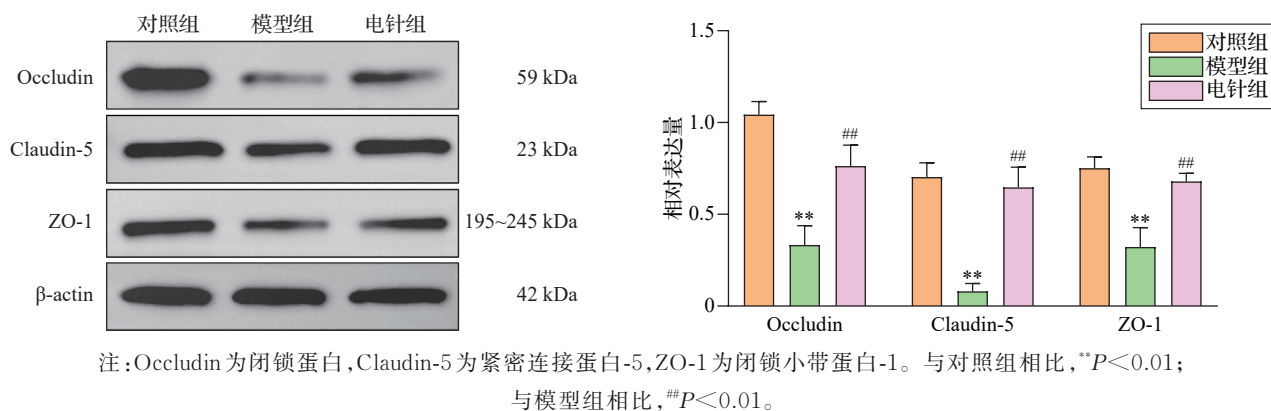 对照组 模型组 电针组
Occludin 59 kDa
Claudin-5 23 kDa
ZO-1 195~245 kDa
β-actin 42 kDa
相对表达量
1.5
1.0
0.5
0
对照组
模型组
电针组
** ##
** ##
** ##
Occludin Claudin-5 ZO-1
注:Occludin为闭锁蛋白,Claudin-5为紧密连接蛋白-5,ZO-1为闭锁小带蛋白-1。与对照组相比,**P<0.01;
与模型组相比,##P<0.01。